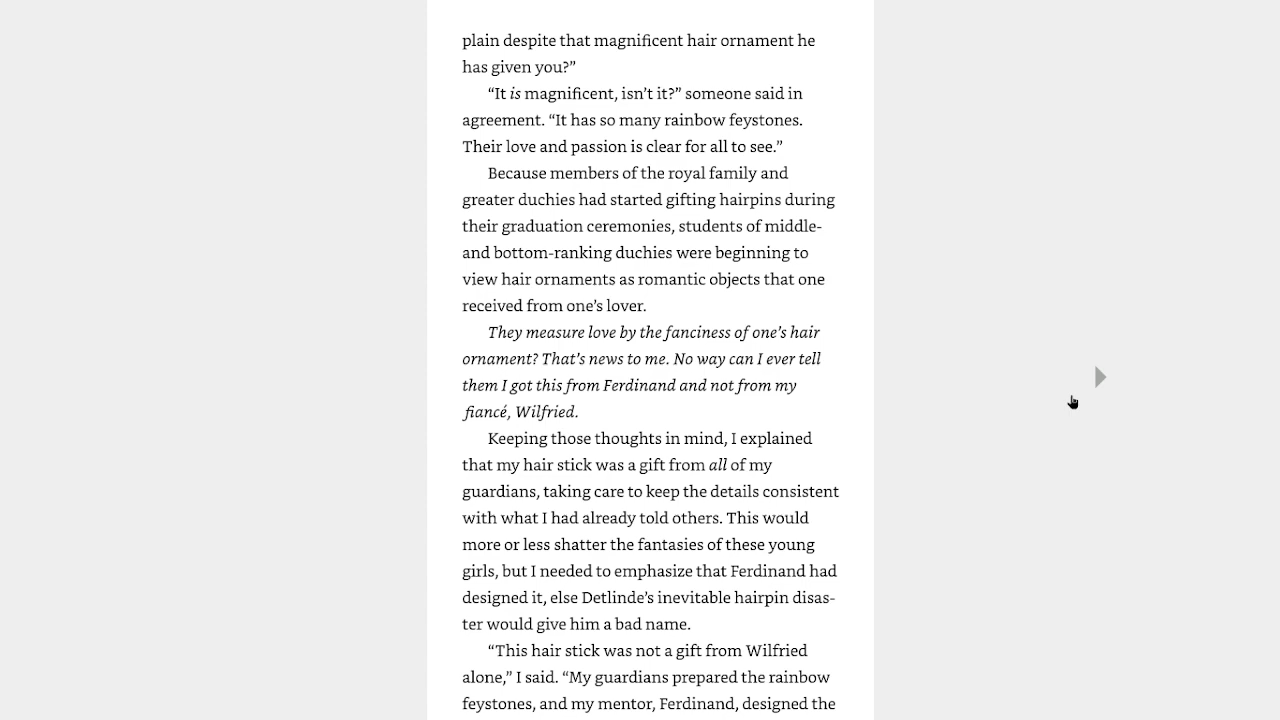 plain despite that magnificent hair ornament he
has given you?”
“It is magnificent, isn’t it?” someone said in
agreement. “It has so many rainbow feystones.
Their love and passion is clear for all to see.”
Because members of the royal family and
greater duchies had started gifting hairpins during
their graduation ceremonies, students of middle-
and bottom-ranking duchies were beginning to
view hair ornaments as romantic objects that one
received from one’s lover.
They measure love by the fanciness of one’s hair
ornament? That’s news to me. No way can I ever tell
them I got this from Ferdinand and not from my
fiancé, Wilfried.
Keeping those thoughts in mind, I explained
that my hair stick was a gift from all of my
guardians, taking care to keep the details consistent
with what I had already told others. This would
more or less shatter the fantasies of these young
girls, but I needed to emphasize that Ferdinand had
designed it, else Detlinde’s inevitable hairpin disas-
ter would give him a bad name.
“This hair stick was not a gift from Wilfried
alone,” I said. “My guardians prepared the rainbow
feystones, and my mentor, Ferdinand, designed the